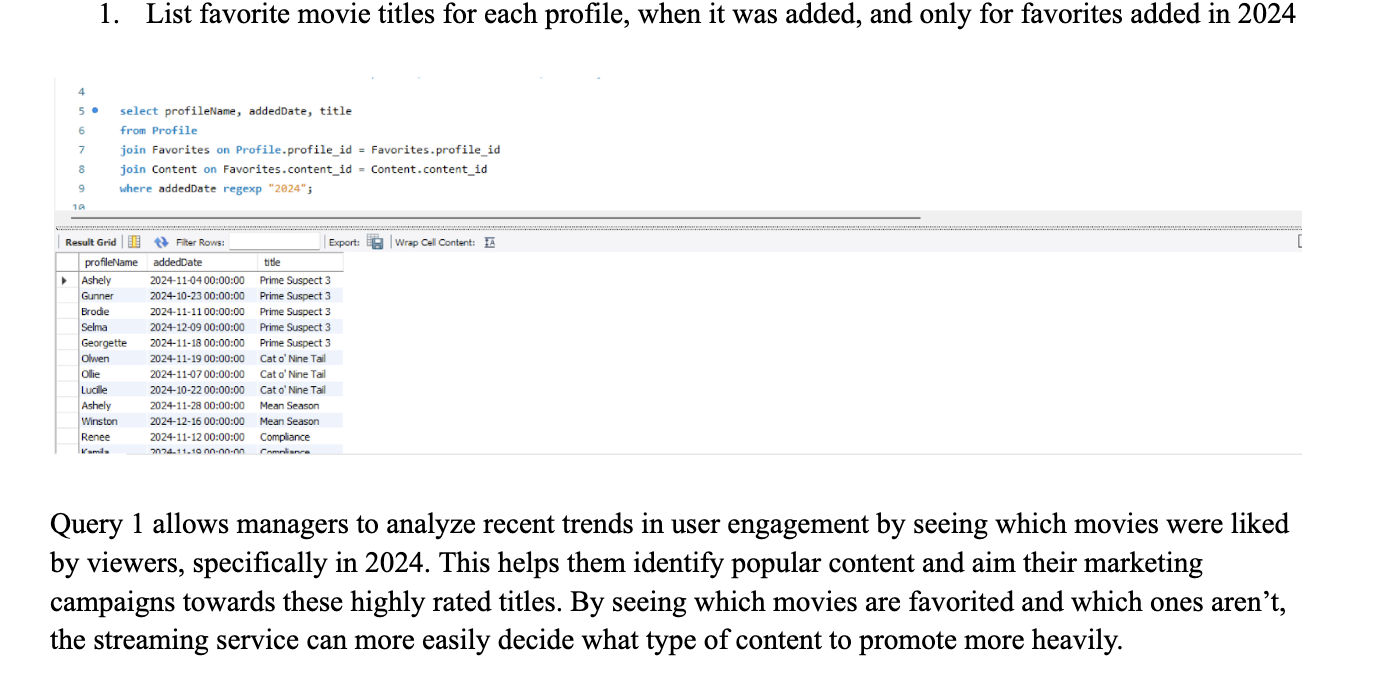 1. List favorite movie titles for each profile, when it was added, and only for favorites added in 2024
4
5 select profileName, addedDate, title
6 from Profile
7 join Favorites on Profile.profile_id = Favorites.profile_id
8 join Content on Favorites.content_id = Content.content_id
9 where addedDate regexp "2024";
10
Result Grid Filter Rows: Export: Wrap Cell Content:
profileName addedDate title
Ashely 2024-11-04 00:00:00 Prime Suspect 3
Gunner 2024-10-23 00:00:00 Prime Suspect 3
Brodie 2024-11-11 00:00:00 Prime Suspect 3
Selma 2024-12-09 00:00:00 Prime Suspect 3
Georgette 2024-11-18 00:00:00 Prime Suspect 3
Olwen 2024-11-19 00:00:00 Cat o' Nine Tail
Ollie 2024-11-07 00:00:00 Cat o' Nine Tail
Lucille 2024-10-22 00:00:00 Cat o' Nine Tail
Ashely 2024-11-28 00:00:00 Mean Season
Winston 2024-12-16 00:00:00 Mean Season
Renee 2024-11-12 00:00:00 Compliance
Kamila 2024-11-19 00:00:00 Compliance
Query 1 allows managers to analyze recent trends in user engagement by seeing which movies were liked
by viewers, specifically in 2024. This helps them identify popular content and aim their marketing
campaigns towards these highly rated titles. By seeing which movies are favorited and which ones aren’t,
the streaming service can more easily decide what type of content to promote more heavily.